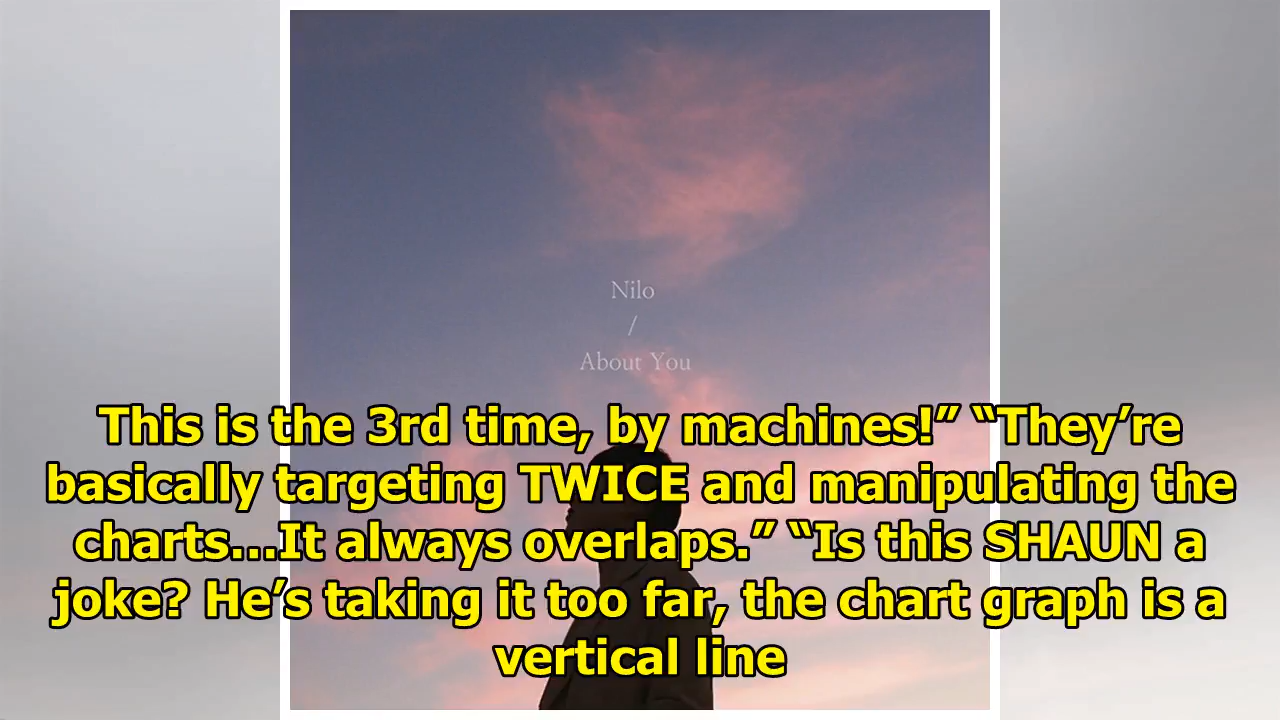 Nilo
/
About You
This is the 3rd time, by machines!” “They’re
basically targeting TWICE and manipulating the
charts…It always overlaps.” “Is this SHAUN a
joke? He’s taking it too far, the chart graph is a
vertical line